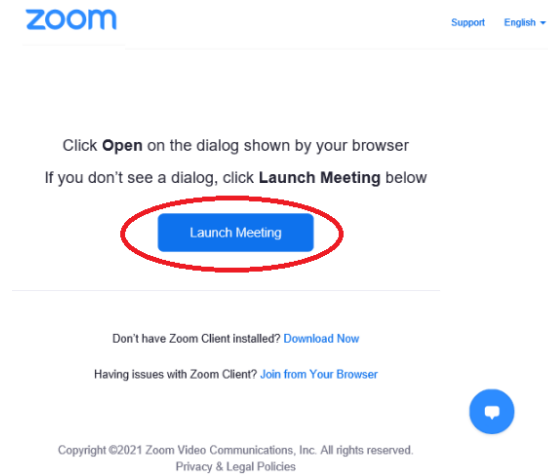 zoom
Support English
Click Open on the dialog shown by your browser
If you don't see a dialog, click Launch Meeting below
Launch Meeting
Don't have Zoom Client installed? Download Now
Having issues with Zoom Client? Join from Your Browser
Copyright ©2021 Zoom Video Communications, Inc. All rights reserved.
Privacy & Legal Policies